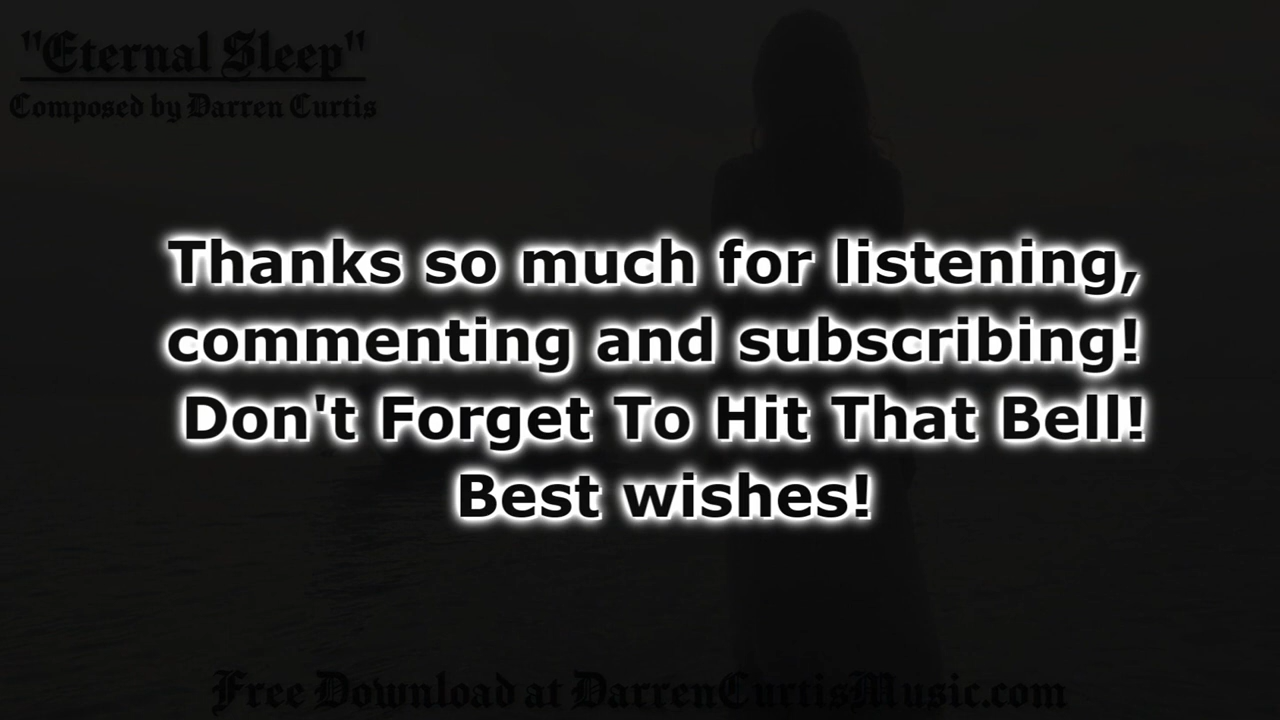 "Eternal Sleep"
Composed by Darren Curtis
Thanks so much for listening,
commenting and subscribing!
Don't Forget To Hit That Bell!
Best wishes!
Free Download at DarrenCurtisMusic.com